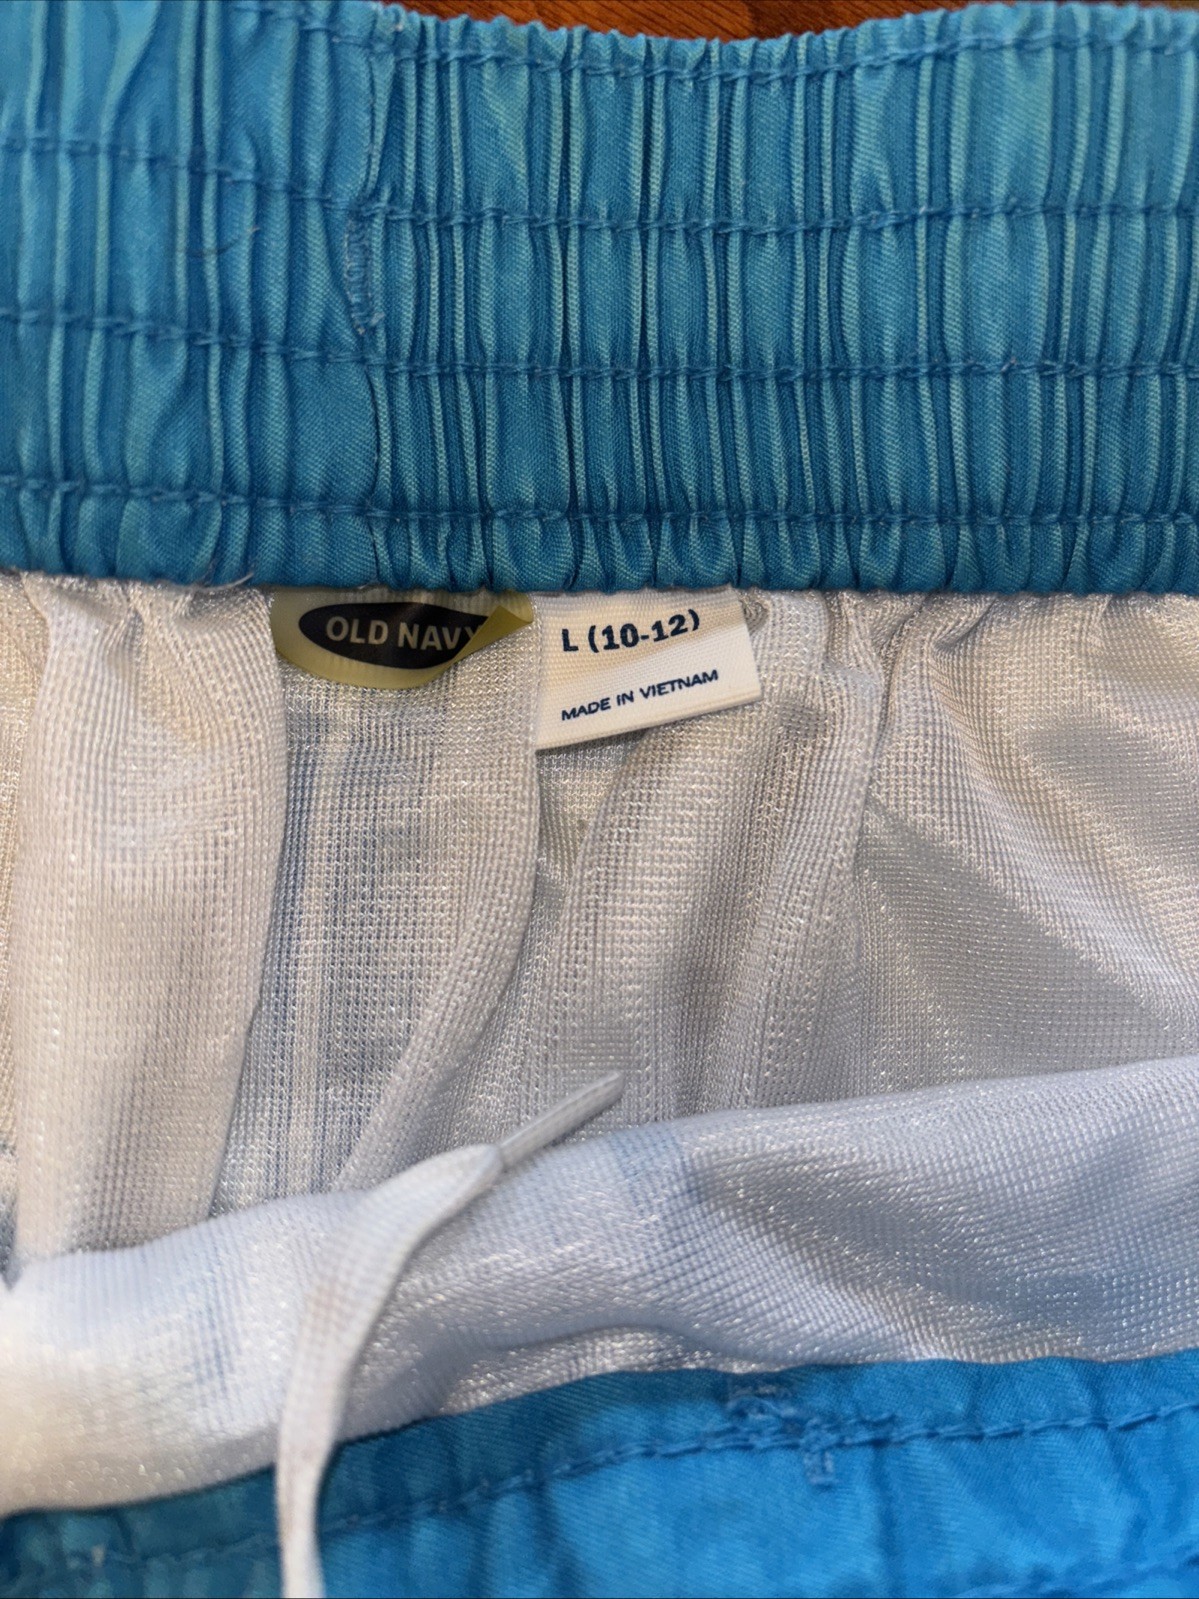 OLD NAVY
L (10-12)
MADE IN VIETNAM